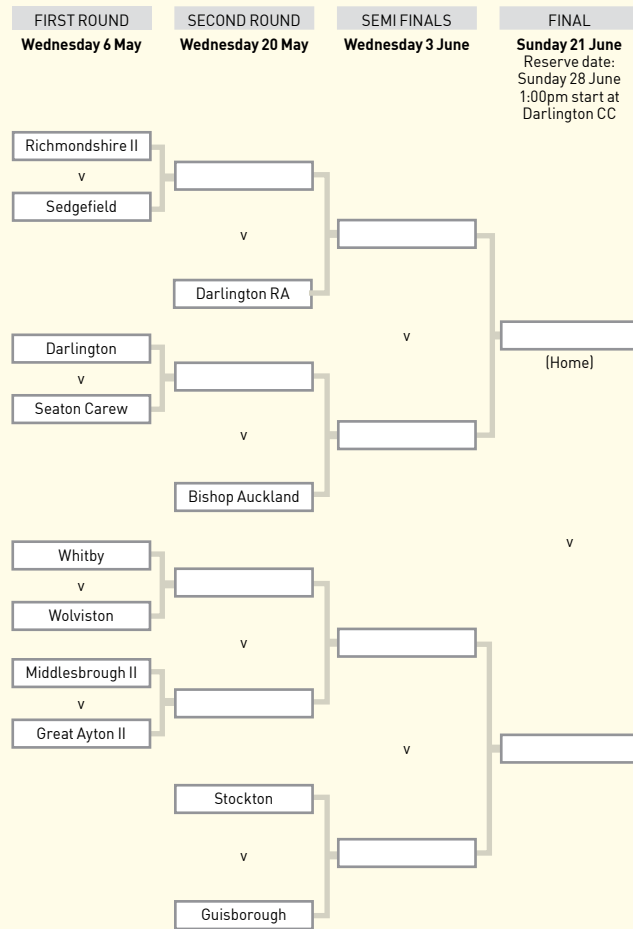 FIRST ROUND
Wednesday 6 May
SECOND ROUND
Wednesday 20 May
SEMI FINALS
Wednesday 3 June
FINAL
Sunday 21 June
Reserve date:
Sunday 28 June
1:00pm start at
Darlington CC
Richmondshire II
v
Sedgefield
v
Darlington RA
Darlington
v
Seaton Carew
v
Bishop Auckland
v
(Home)
v
Whitby
v
Wolviston
v
Middlesbrough II
v
Great Ayton II
Stockton
v
Guisborough
v